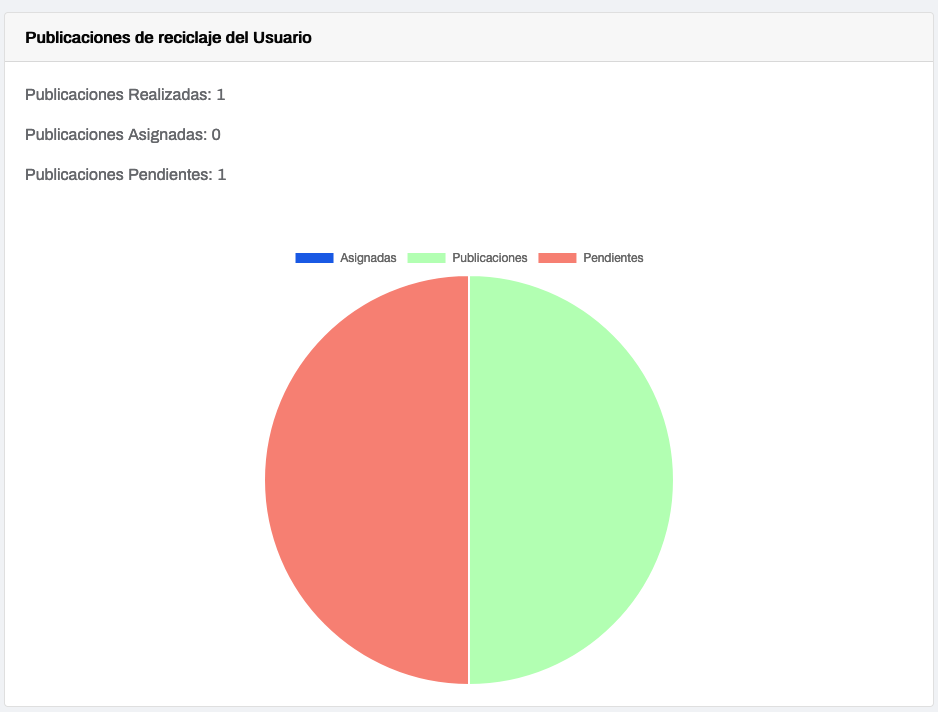 Publicaciones de reciclaje del Usuario
Publicaciones Realizadas: 1
Publicaciones Asignadas: 0
Publicaciones Pendientes: 1
Asignadas Publicaciones Pendientes